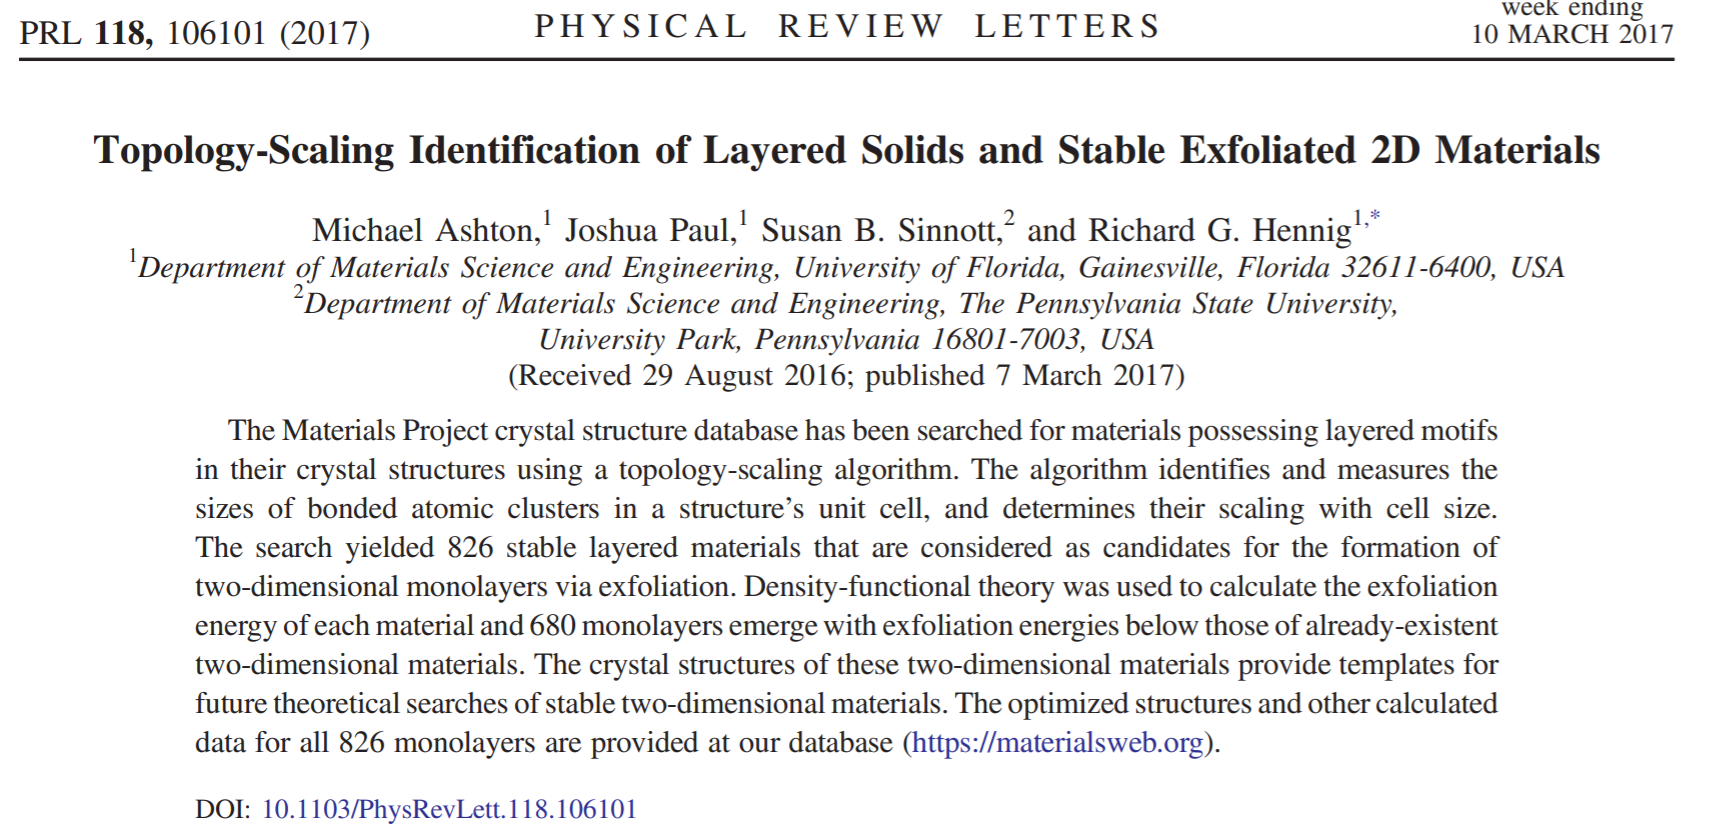 PRL 118, 106101 (2017)
PHYSICAL REVIEW LETTERS
week ending
10 MARCH 2017
Topology-Scaling Identification of Layered Solids and Stable Exfoliated 2D Materials
Michael Ashton,1 Joshua Paul,1 Susan B. Sinnott,2 and Richard G. Hennig1,*
1Department of Materials Science and Engineering, University of Florida, Gainesville, Florida 32611-6400, USA
2Department of Materials Science and Engineering, The Pennsylvania State University,
University Park, Pennsylvania 16801-7003, USA
(Received 29 August 2016; published 7 March 2017)
The Materials Project crystal structure database has been searched for materials possessing layered motifs
in their crystal structures using a topology-scaling algorithm. The algorithm identifies and measures the
sizes of bonded atomic clusters in a structure's unit cell, and determines their scaling with cell size.
The search yielded 826 stable layered materials that are considered as candidates for the formation of
two-dimensional monolayers via exfoliation. Density-functional theory was used to calculate the exfoliation
energy of each material and 680 monolayers emerge with exfoliation energies below those of already-existent
two-dimensional materials. The crystal structures of these two-dimensional materials provide templates for
future theoretical searches of stable two-dimensional materials. The optimized structures and other calculated
data for all 826 monolayers are provided at our database (https://materialsweb.org).
DOI: 10.1103/PhysRevLett.118.106101